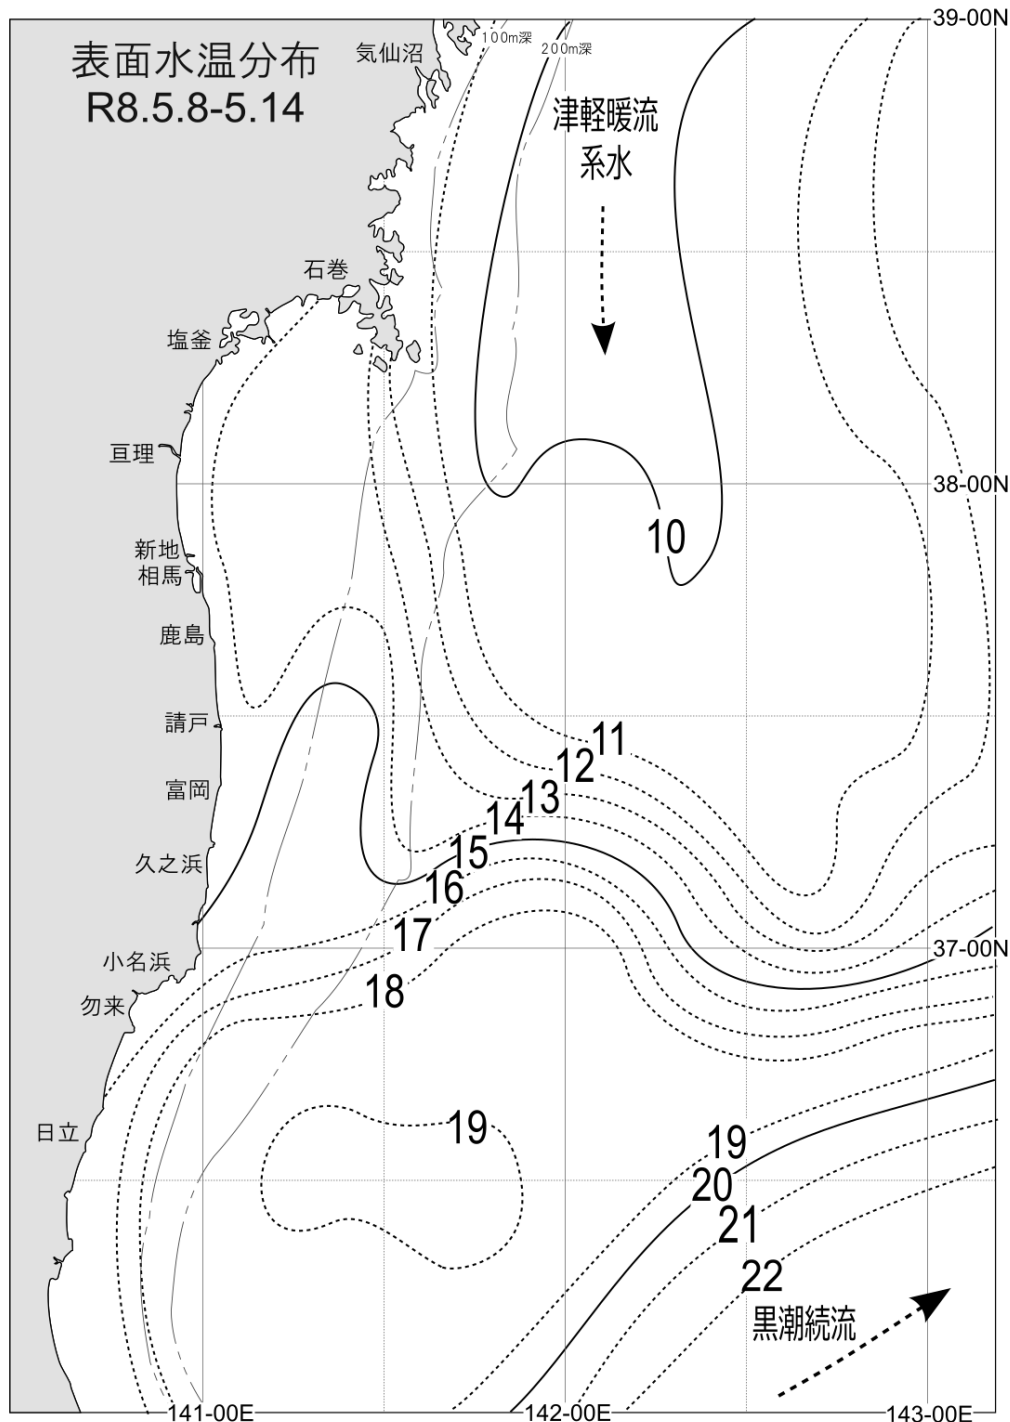 表面水温分布
R8.5.8-5.14
気仙沼
100m深
200m深
39-00N
津軽暖流
系水
石巻
塩釜
亘理
38-00N
10
新地
相馬
鹿島
請戸
富岡
久之浜
11
12
13
14
15
16
17
18
37-00N
小名浜
勿来
日立
19
19
20
21
22
黒潮続流
141-00E
142-00E
143-00E